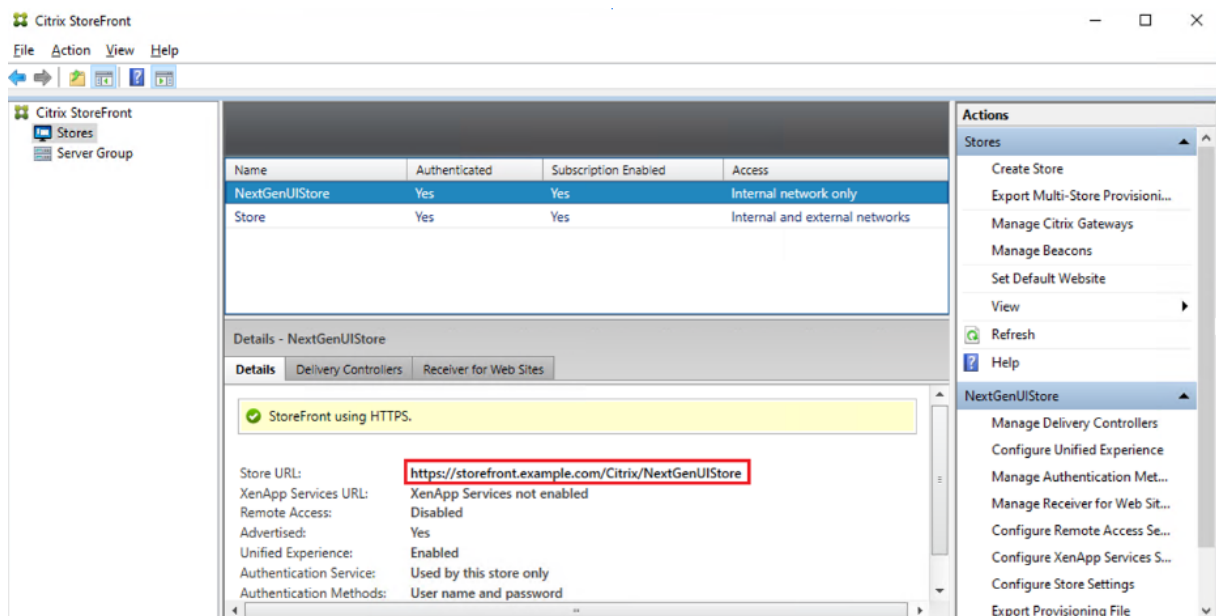 Citrix StoreFront
File Action View Help
Citrix StoreFront
Stores
Server Group
Name Authenticated Subscription Enabled Access
NextGenUIStore Yes Yes Internal network only
Store Yes Yes Internal and external networks
Details - NextGenUIStore
Details Delivery Controllers Receiver for Web Sites
StoreFront using HTTPS.
Store URL: https://storefront.example.com/Citrix/NextGenUIStore
XenApp Services URL: XenApp Services not enabled
Remote Access: Disabled
Advertised: Yes
Unified Experience: Enabled
Authentication Service: Used by this store only
Authentication Methods: User name and password
Actions
Stores
Create Store
Export Multi-Store Provisioni...
Manage Citrix Gateways
Manage Beacons
Set Default Website
View
Refresh
Help
NextGenUIStore
Manage Delivery Controllers
Configure Unified Experience
Manage Authentication Met...
Manage Receiver for Web Sit...
Configure Remote Access Se...
Configure XenApp Services S...
Configure Store Settings
Export Provisioning File